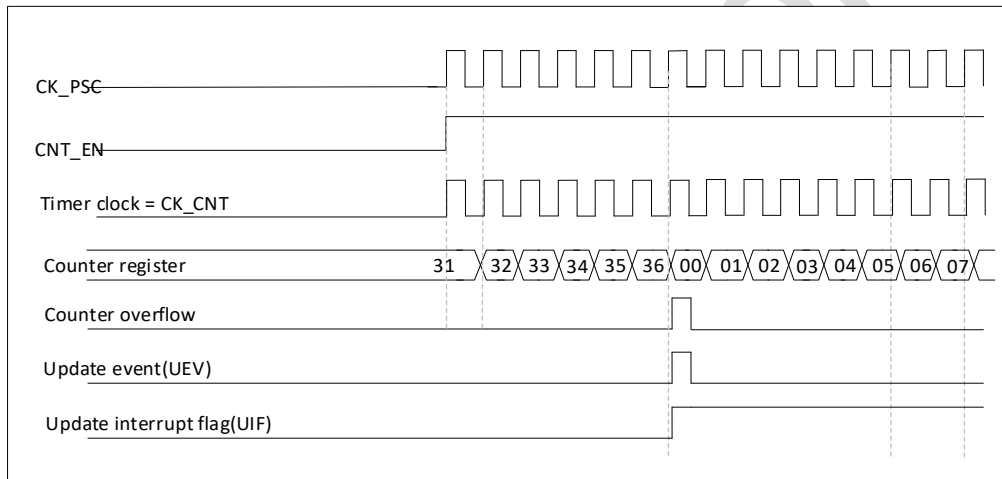 CK_PSC
CNT_EN
Timer clock = CK_CNT
Counter register 31 32 33 34 35 36 00 01 02 03 04 05 06 07
Counter overflow
Update event(UEV)
Update interrupt flag(UIF)